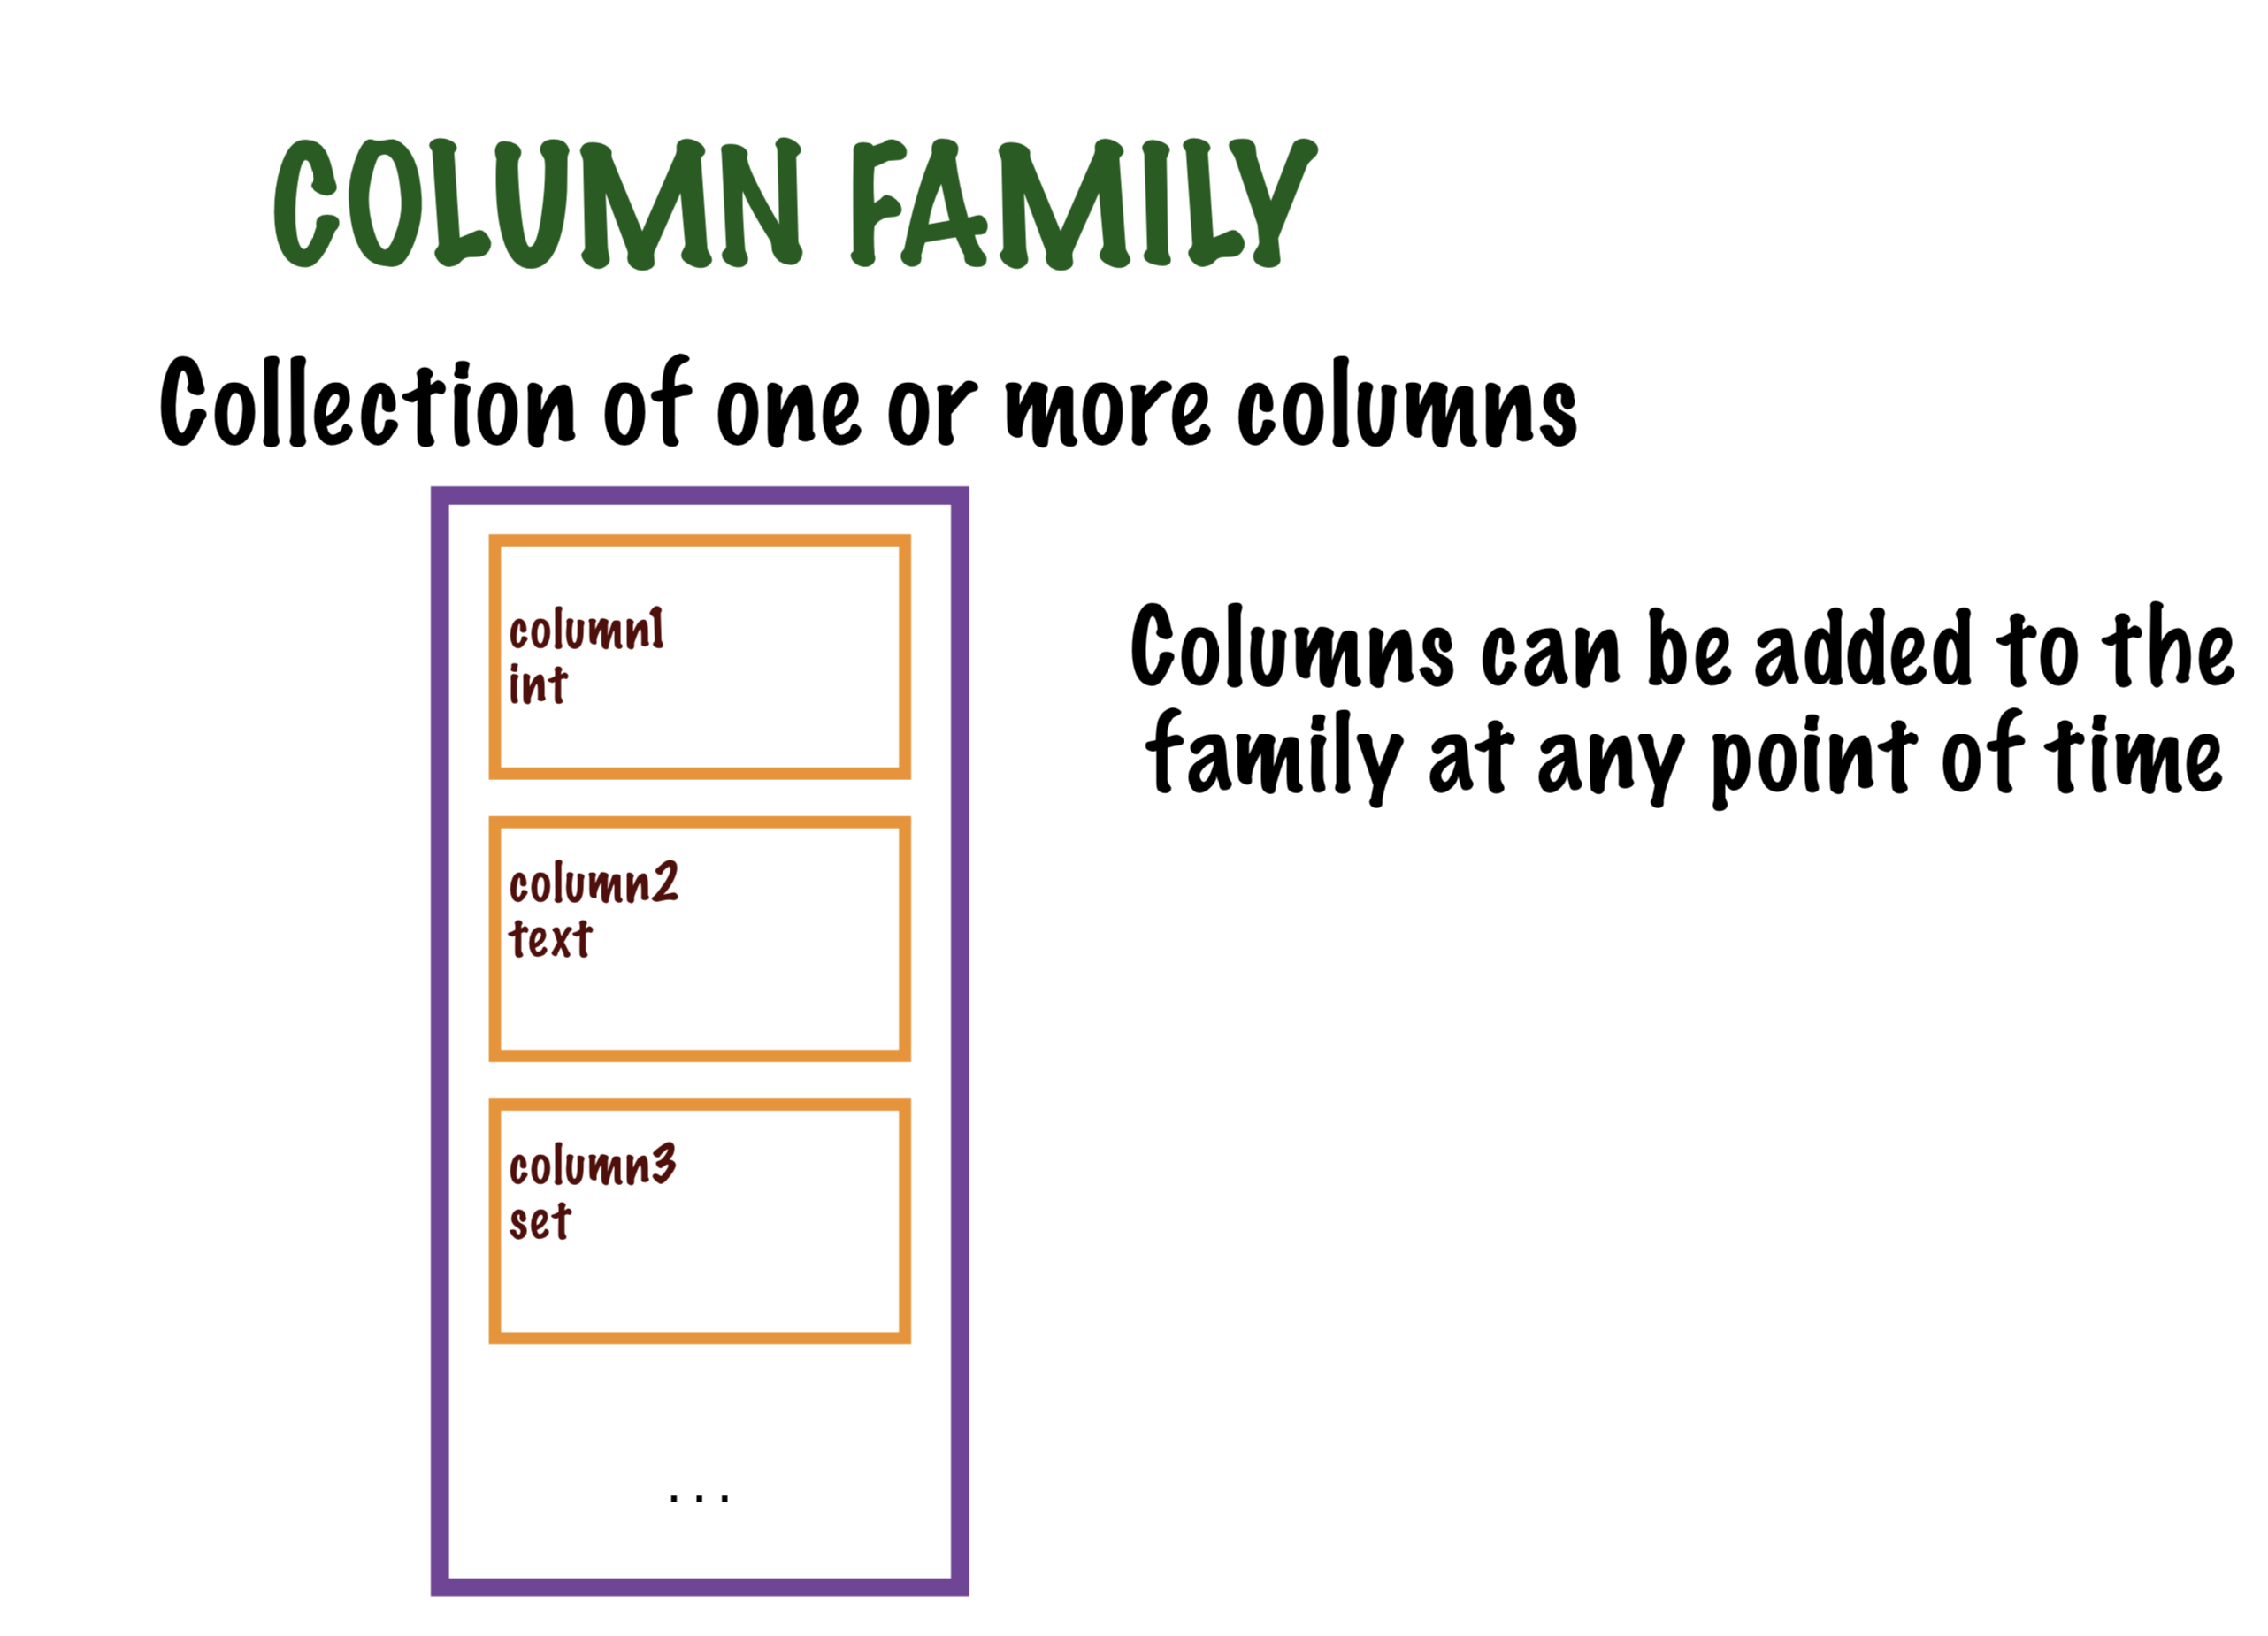 COLUMN FAMILY
Collection of one or more columns
column1
int
Columns can be added to the
family at any point of time
column2
text
column3
set
...